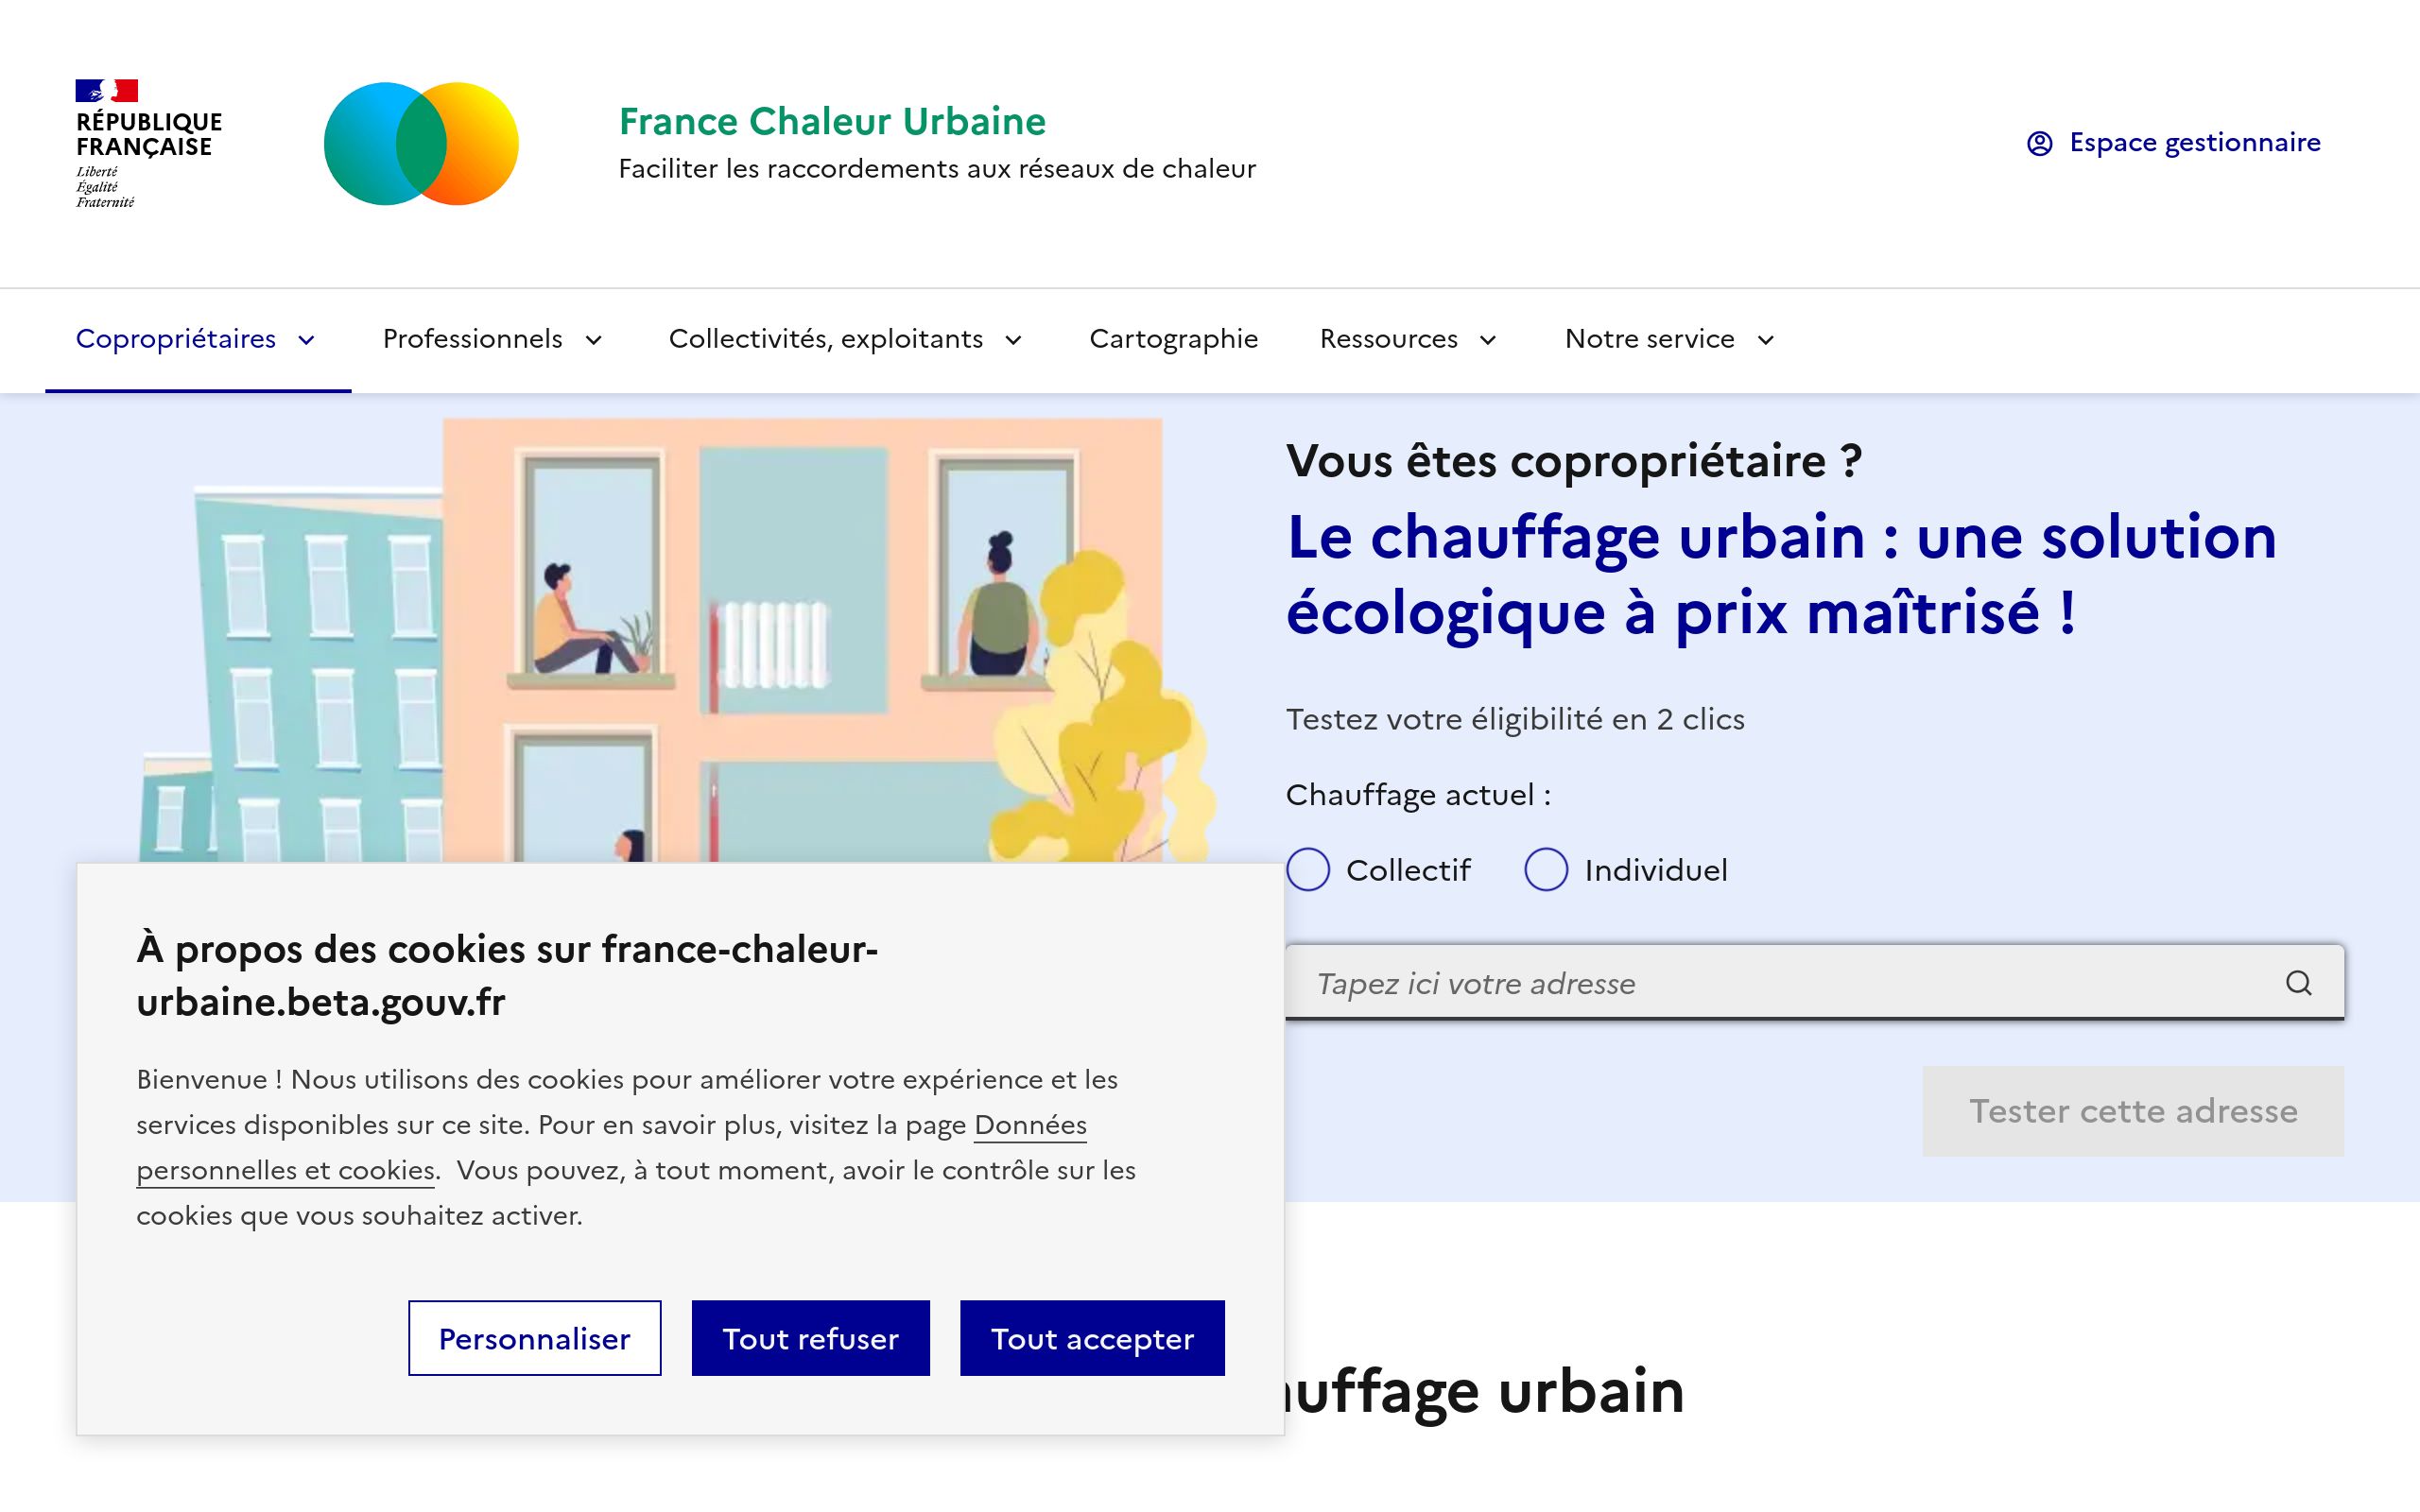 RÉPUBLIQUE
FRANÇAISE
Liberté
Égalité
Fraternité
France Chaleur Urbaine
Faciliter les raccordements aux réseaux de chaleur
Espace gestionnaire
Copropriétaires
Professionnels
Collectivités, exploitants
Cartographie
Ressources
Notre service
Vous êtes copropriétaire ?
Le chauffage urbain : une solution
écologique à prix maîtrisé !
Testez votre éligibilité en 2 clics
Chauffage actuel :
Collectif
Individuel
Tapez ici votre adresse
Tester cette adresse
À propos des cookies sur france-chaleur-
urbaine.beta.gouv.fr
Bienvenue ! Nous utilisons des cookies pour améliorer votre expérience et les
services disponibles sur ce site. Pour en savoir plus, visitez la page Données
personnelles et cookies. Vous pouvez, à tout moment, avoir le contrôle sur les
cookies que vous souhaitez activer.
Personnaliser
Tout refuser
Tout accepter
urbain